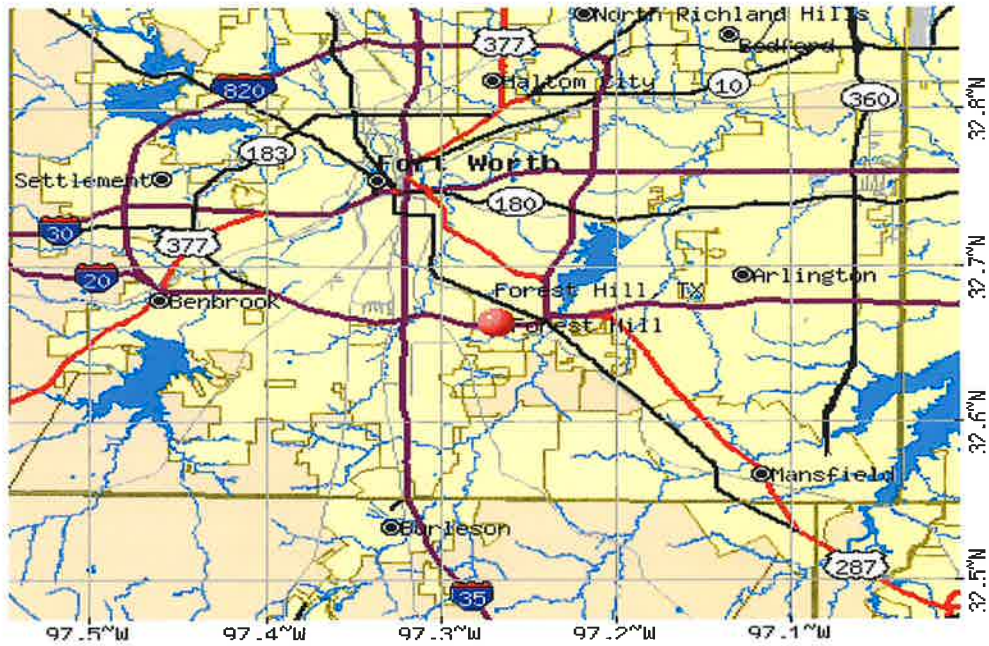 North Richland Hills
377
Bedford
Haltom City
820
10
360
32.8~N
183
Fort Worth
Settlement
180
30
377
32.7~N
20
Arlington
Benbrook
Forest Hill, TX
Forest Hill
32.6~N
Mansfield
Burleson
287
32.5~N
35
97.5~W
97.4~W
97.3~W
97.2~W
97.1~W